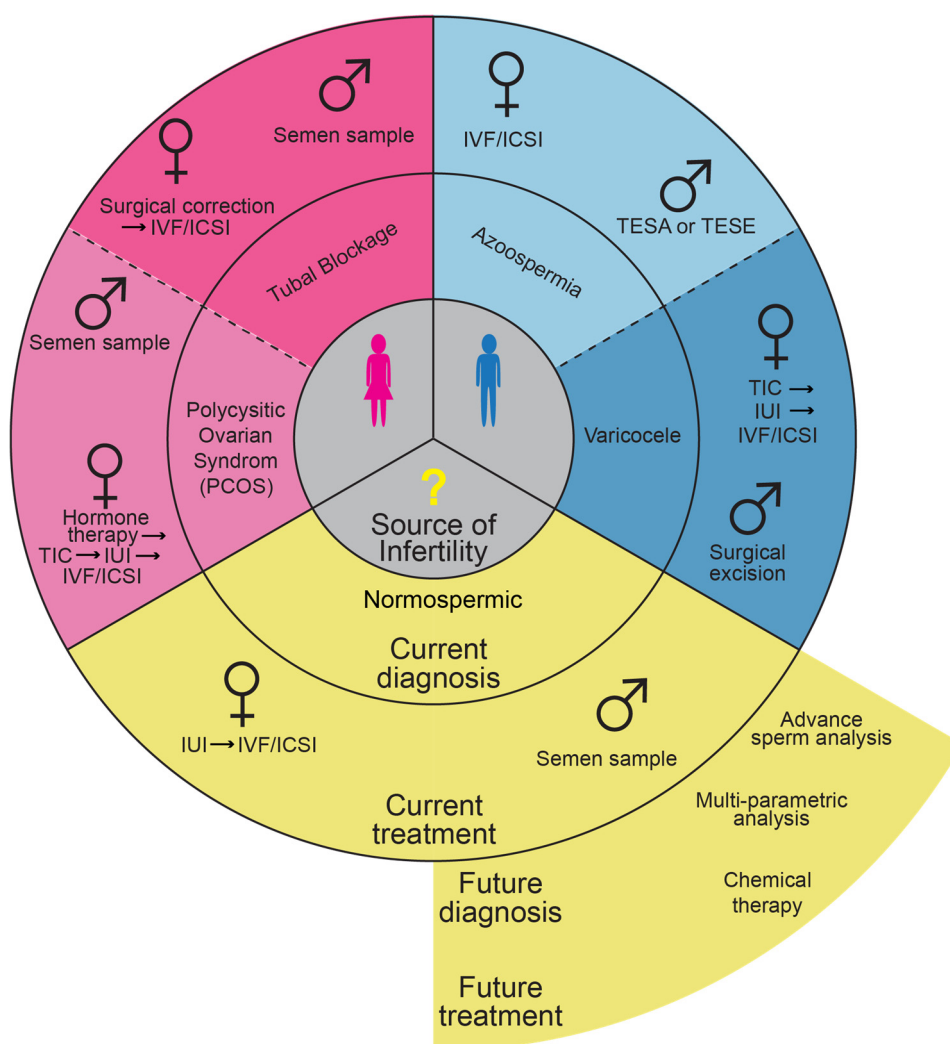 Semen sample
IVF/ICSI
Surgical correction
→ IVF/ICSI
TESA or TESE
Tubal Blockage
Azoospermia
Semen sample
TIC →
IUI →
IVF/ICSI
Polycysitic
Ovarian
Syndrom
(PCOS)
Varicocele
Hormone
therapy →
TIC → IUI →
IVF/ICSI
?
Source of
Infertility
Surgical
excision
Normospermic
Current
diagnosis
IUI → IVF/ICSI
Semen sample
Current
treatment
Advance
sperm analysis
Multi-parametric
analysis
Future
diagnosis
Chemical
therapy
Future
treatment